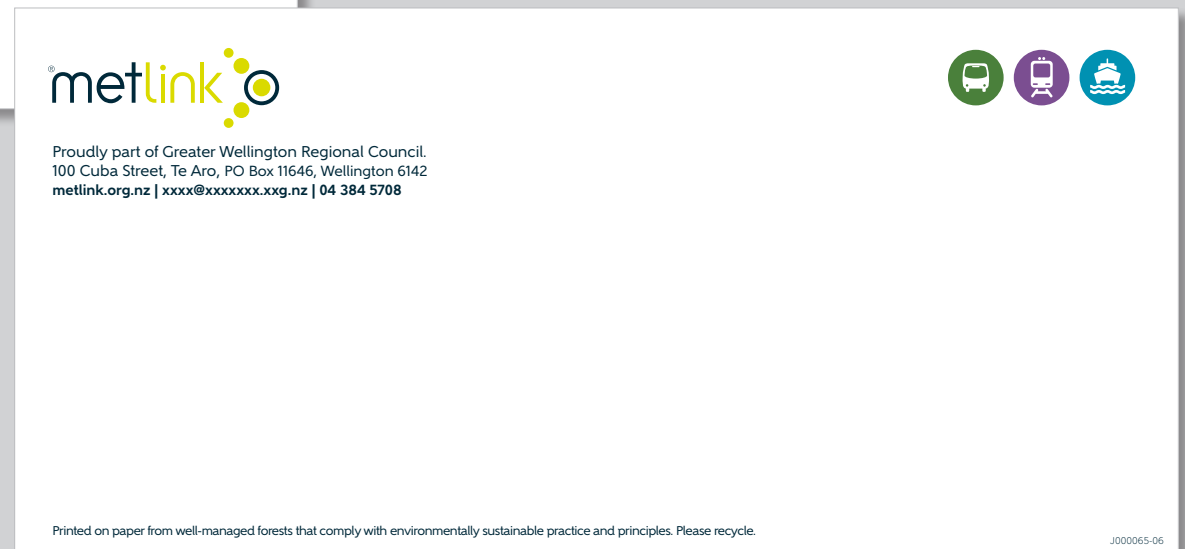 ® metlink
Proudly part of Greater Wellington Regional Council.
100 Cuba Street, Te Aro, PO Box 11646, Wellington 6142
metlink.org.nz | xxxx@xxxxxxx.xxg.nz | 04 384 5708
Printed on paper from well-managed forests that comply with environmentally sustainable practice and principles. Please recycle.
J000065-06